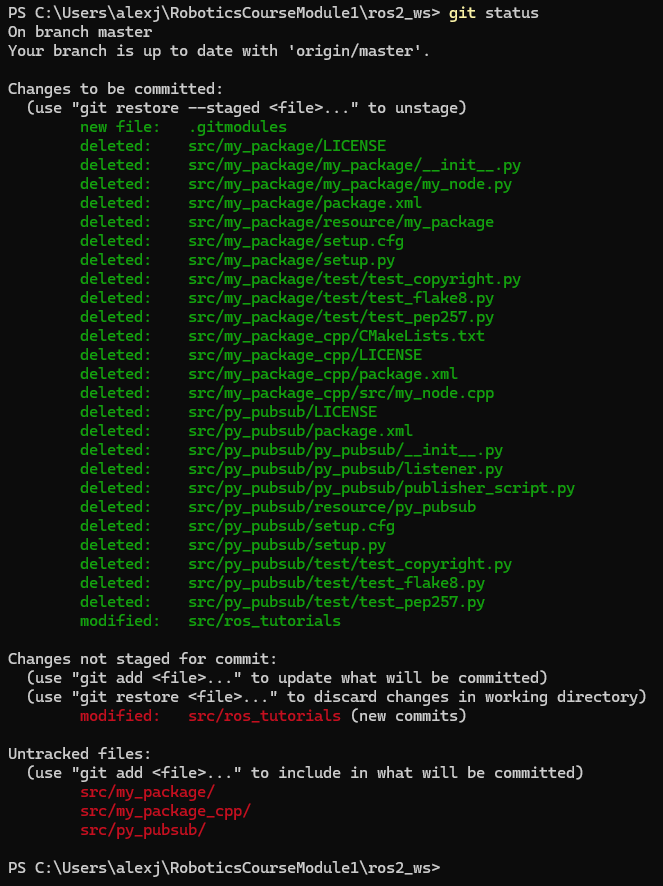 PS C:\Users\alexj\RoboticsCourseModule1\ros2_ws> git status
On branch master
Your branch is up to date with 'origin/master'.
Changes to be committed:
(use "git restore --staged <file>..." to unstage)
new file: .gitmodules
deleted: src/my_package/LICENSE
deleted: src/my_package/my_package/__init__.py
deleted: src/my_package/my_package/my_node.py
deleted: src/my_package/package.xml
deleted: src/my_package/resource/my_package
deleted: src/my_package/setup.cfg
deleted: src/my_package/setup.py
deleted: src/my_package/test/test_copyright.py
deleted: src/my_package/test/test_flake8.py
deleted: src/my_package/test/test_pep257.py
deleted: src/my_package_cpp/CMakeLists.txt
deleted: src/my_package_cpp/LICENSE
deleted: src/my_package_cpp/package.xml
deleted: src/my_package_cpp/src/my_node.cpp
deleted: src/py_pubsub/LICENSE
deleted: src/py_pubsub/package.xml
deleted: src/py_pubsub/py_pubsub/__init__.py
deleted: src/py_pubsub/py_pubsub/listener.py
deleted: src/py_pubsub/py_pubsub/publisher_script.py
deleted: src/py_pubsub/resource/py_pubsub
deleted: src/py_pubsub/setup.cfg
deleted: src/py_pubsub/setup.py
deleted: src/py_pubsub/test/test_copyright.py
deleted: src/py_pubsub/test/test_flake8.py
deleted: src/py_pubsub/test/test_pep257.py
modified: src/ros_tutorials
Changes not staged for commit:
(use "git add <file>..." to update what will be committed)
(use "git restore <file>..." to discard changes in working directory)
modified: src/ros_tutorials (new commits)
Untracked files:
(use "git add <file>..." to include in what will be committed)
src/my_package/
src/my_package_cpp/
src/py_pubsub/
PS C:\Users\alexj\RoboticsCourseModule1\ros2_ws>